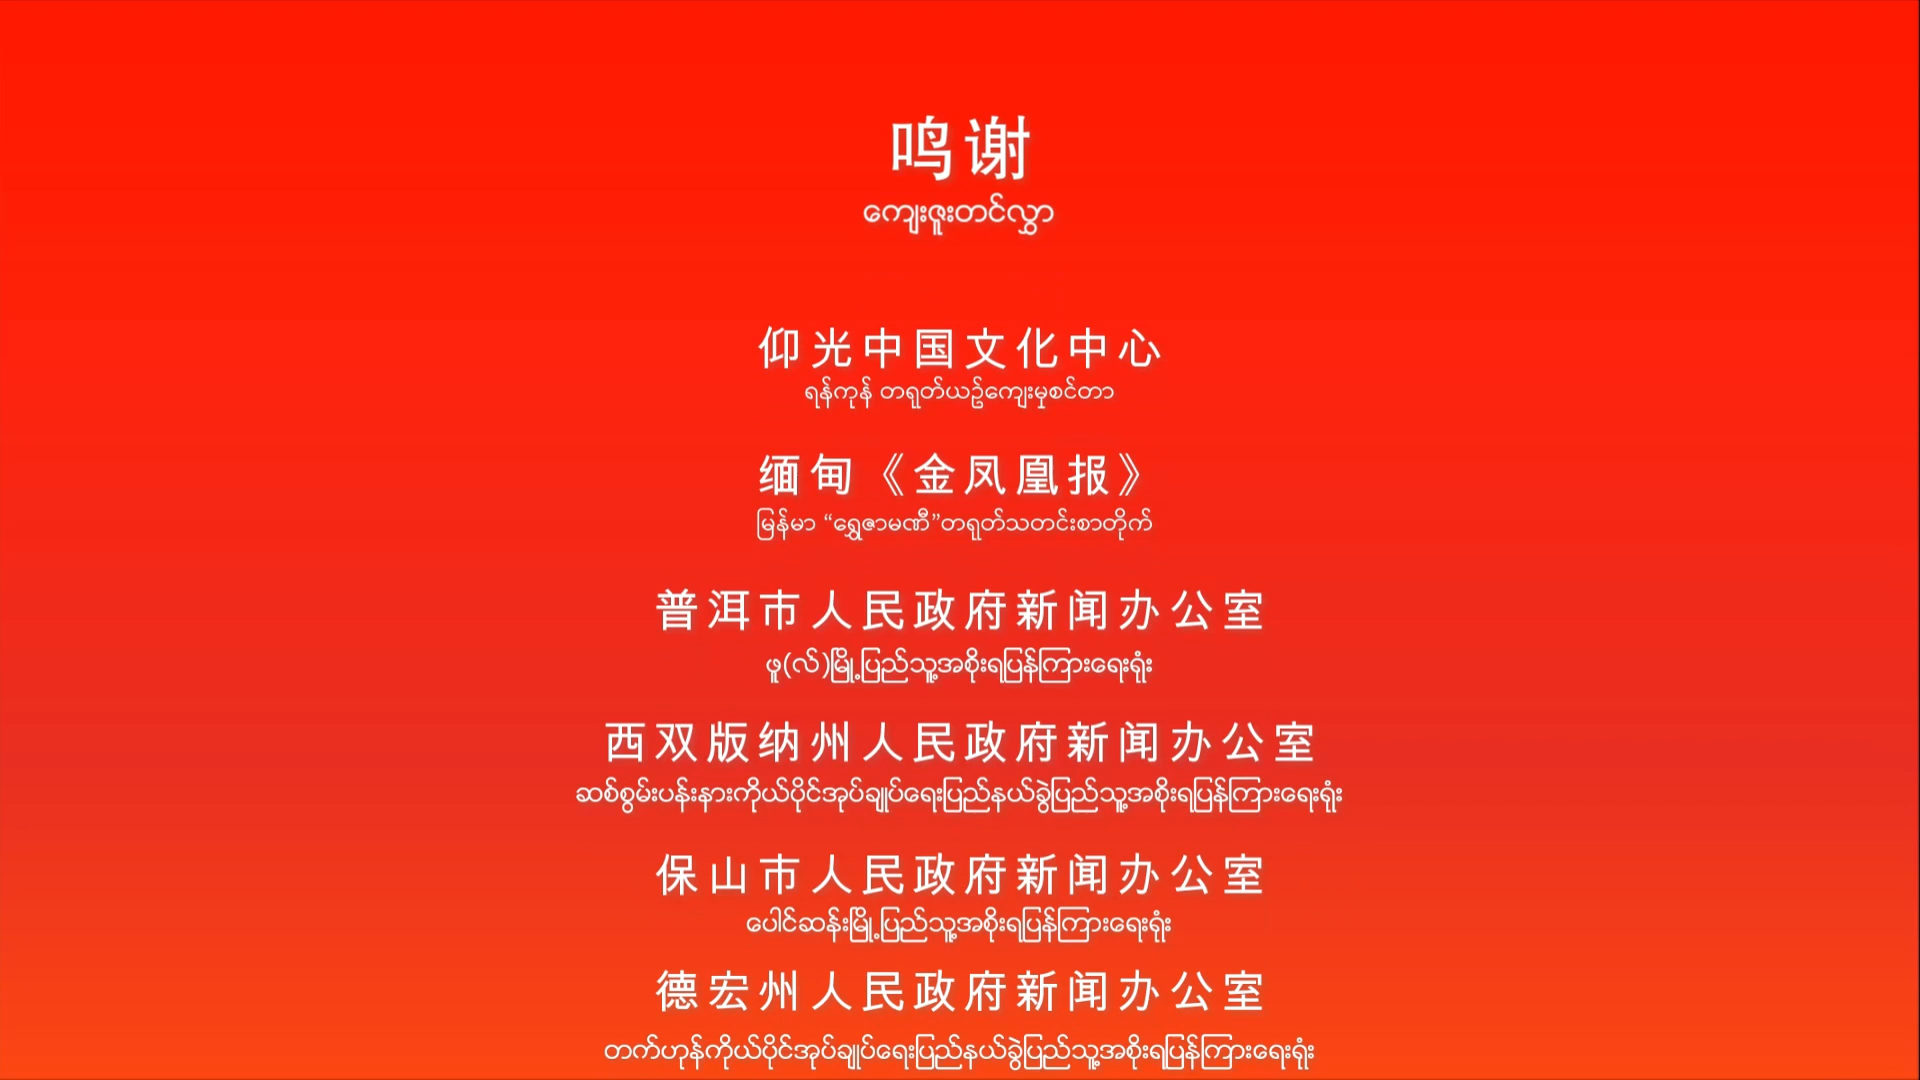 鸣谢
ကျေးဇူးတင်လွှာ
仰光中国文化中心
ရန်ကုန် တရုတ်ယဥ်ကျေးမှုစင်တာ
缅甸《金凤凰报》
မြန်မာ “ရွှေဇာမဏီ”တရုတ်သတင်းစာတိုက်
普洱市人民政府新闻办公室
ဖူ(လ်)မြို့ပြည်သူ့အစိုးရပြန်ကြားရေးရုံး
西双版纳州人民政府新闻办公室
ဆစ်စွမ်းပန်းနားကိုယ်ပိုင်အုပ်ချုပ်ရေးပြည်နယ်ခွဲပြည်သူ့အစိုးရပြန်ကြားရေးရုံး
保山市人民政府新闻办公室
ပေါင်ဆန်းမြို့ပြည်သူ့အစိုးရပြန်ကြားရေးရုံး
德宏州人民政府新闻办公室
တက်ဟုန်ကိုယ်ပိုင်အုပ်ချုပ်ရေးပြည်နယ်ခွဲပြည်သူ့အစိုးရပြန်ကြားရေးရုံး